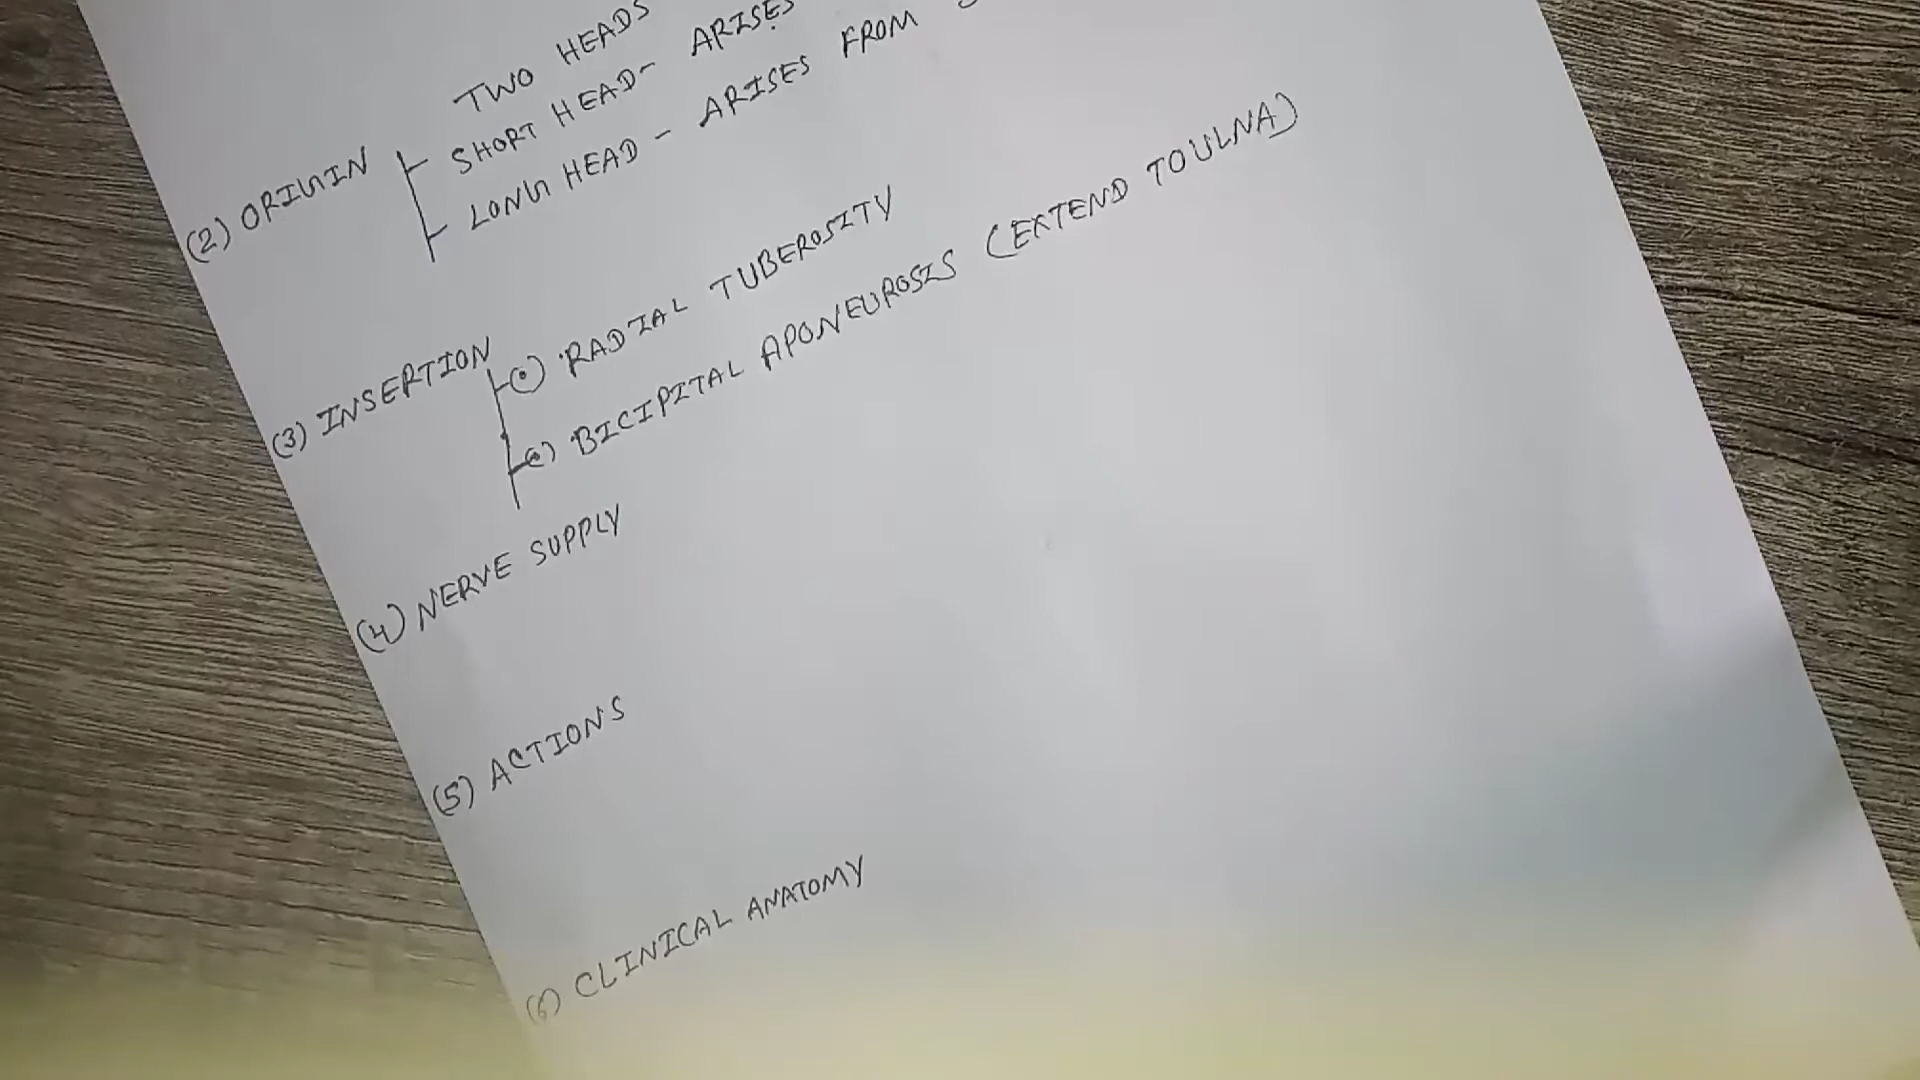 TWO HEADS
(2) ORIGIN
SHORT HEAD - ARISES
LONG HEAD - ARISES FROM
(3) INSERTION
RADIAL TUBEROSITY
BICIPITAL APONEUROSIS (EXTEND TO ULNA)
(4) NERVE SUPPLY
(5) ACTIONS
(6) CLINICAL ANATOMY